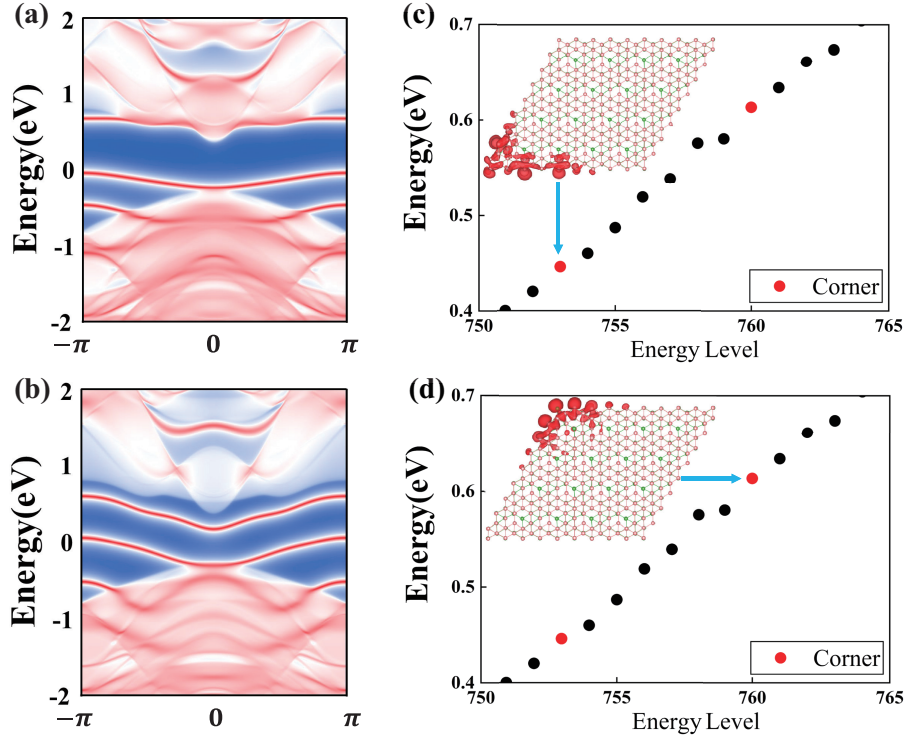 (a)
Energy(eV)
2
1
0
-1
-2
−π
0
π
(c)
Energy(eV)
0.7
0.6
0.5
0.4
750
755
760
765
Energy Level
Corner
(b)
Energy(eV)
2
1
0
-1
-2
−π
0
π
(d)
Energy(eV)
0.7
0.6
0.5
0.4
750
755
760
765
Energy Level
Corner